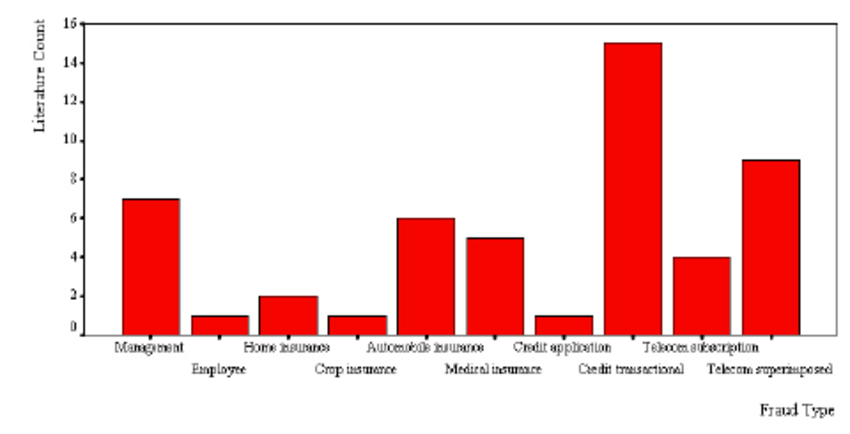 Literature Count
16
14
12
10
8
6
4
2
0
Management
Home insurance
Automobile insurance
Credit application
Telecom subscription
Employee
Crop insurance
Medical insurance
Credit transactional
Telecom superimposed
Fraud Type